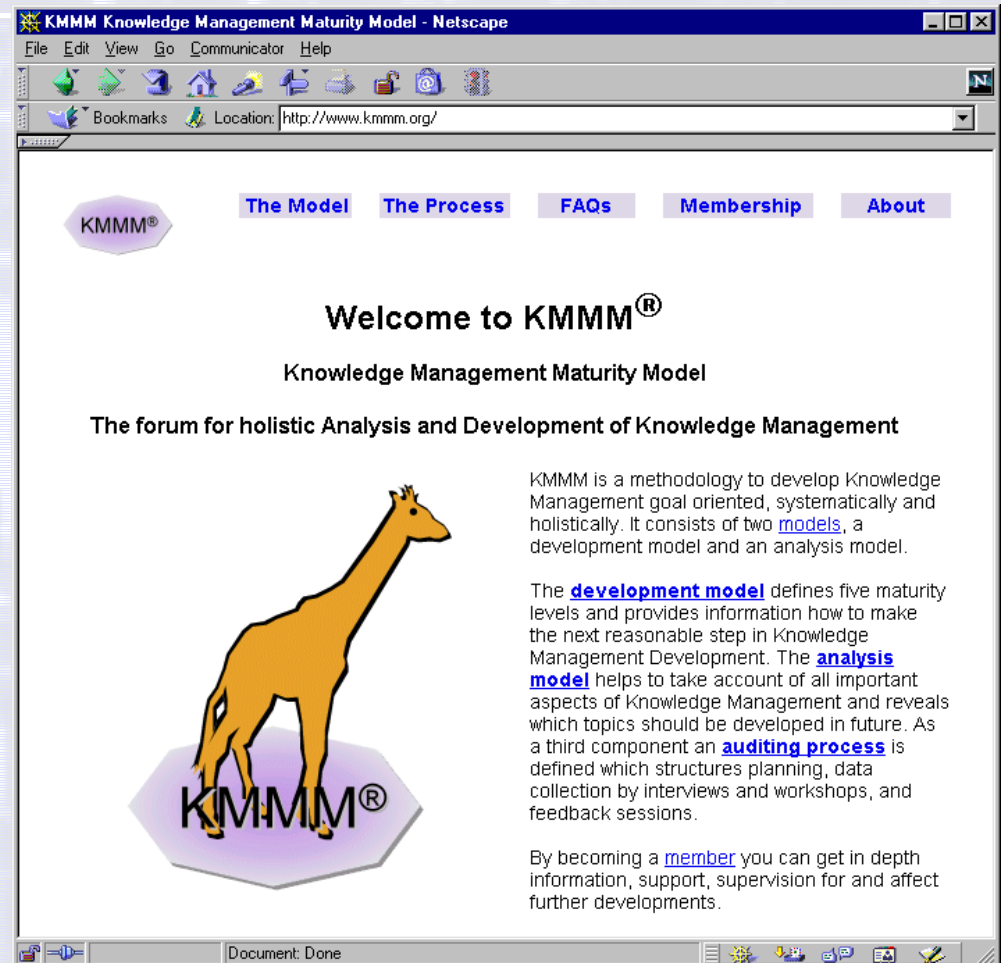 KMMM Knowledge Management Maturity Model - Netscape
File Edit View Go Communicator Help
N
Bookmarks Location: http://www.kmmm.org/
KMMM®
The Model The Process FAQs Membership About
Welcome to KMMM®
Knowledge Management Maturity Model
The forum for holistic Analysis and Development of Knowledge Management
KMMM is a methodology to develop Knowledge
Management goal oriented, systematically and
holistically. It consists of two models, a
development model and an analysis model.
The development model defines five maturity
levels and provides information how to make
the next reasonable step in Knowledge
Management Development. The analysis
model helps to take account of all important
aspects of Knowledge Management and reveals
which topics should be developed in future. As
a third component an auditing process is
defined which structures planning, data
collection by interviews and workshops, and
feedback sessions.
By becoming a member you can get in depth
information, support, supervision for and affect
further developments.
KMMM®
Document: Done